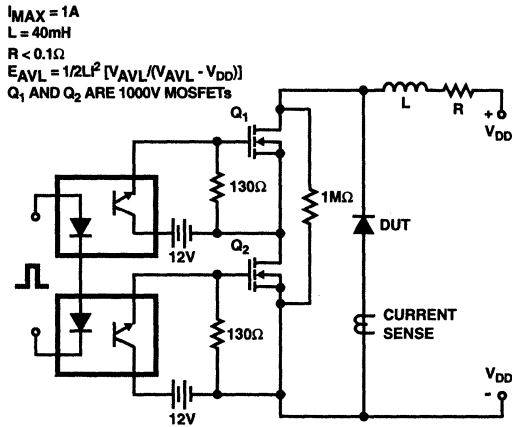 IMAX = 1A
L = 40mH
R < 0.1Ω
EAVL = 1/2LI² [VAVL/(VAVL - VDD)]
Q1 AND Q2 ARE 1000V MOSFETs
Q1
L
R
+
VDD
130Ω
1MΩ
DUT
12V
Q2
CURRENT
SENSE
130Ω
VDD
-
12V